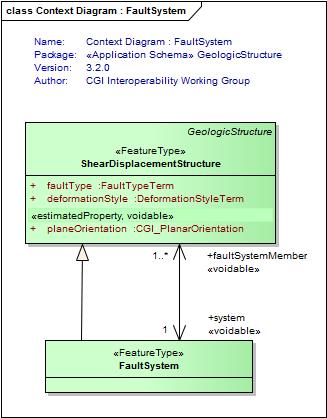 class Context Diagram : FaultSystem
Name: Context Diagram : FaultSystem
Package: «Application Schema» GeologicStructure
Version: 3.2.0
Author: CGI Interoperability Working Group
GeologicStructure
«FeatureType»
ShearDisplacementStructure
+ faultType :FaultTypeTerm
+ deformationStyle :DeformationStyleTerm
«estimatedProperty, voidable»
+ planeOrientation :CGI_PlanarOrientation
1..* +faultSystemMember
«voidable»
+system
1 «voidable»
«FeatureType»
FaultSystem